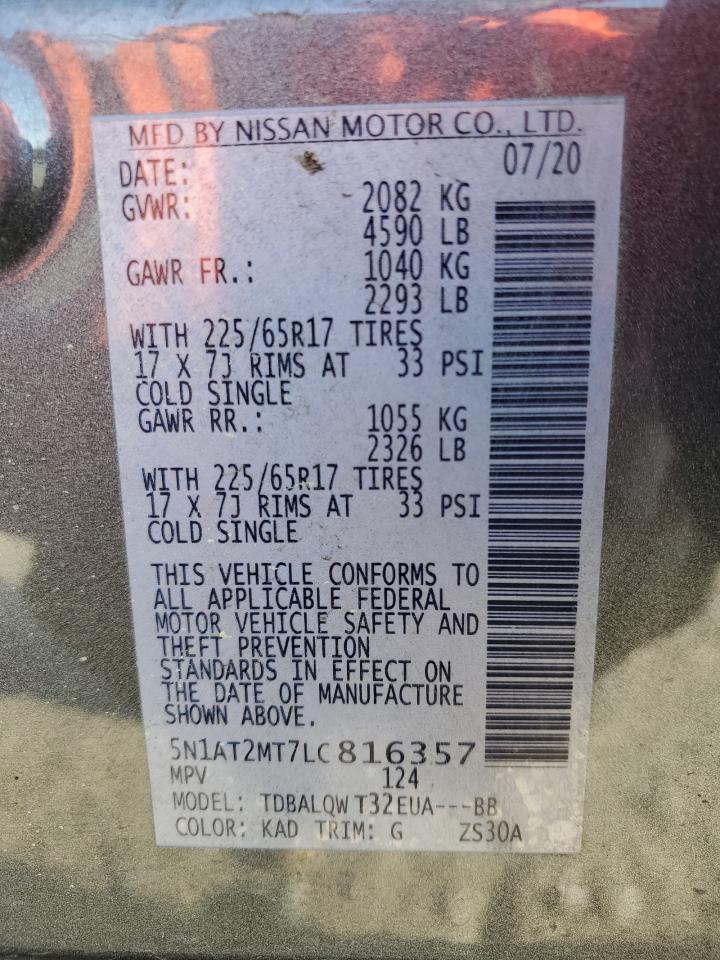 MFD BY NISSAN MOTOR CO., LTD.
DATE: 07/20
GVWR: 2082 KG
4590 LB
GAWR FR.: 1040 KG
2293 LB
WITH 225/65R17 TIRES
17 X 7J RIMS AT 33 PSI
COLD SINGLE
GAWR RR.: 1055 KG
2326 LB
WITH 225/65R17 TIRES
17 X 7J RIMS AT 33 PSI
COLD SINGLE
THIS VEHICLE CONFORMS TO
ALL APPLICABLE FEDERAL
MOTOR VEHICLE SAFETY AND
THEFT PREVENTION
STANDARDS IN EFFECT ON
THE DATE OF MANUFACTURE
SHOWN ABOVE.
5N1AT2MT7LC816357
MPV 124
MODEL: TDBALQW T32EUA---BB
COLOR: KAD TRIM: G ZS30A